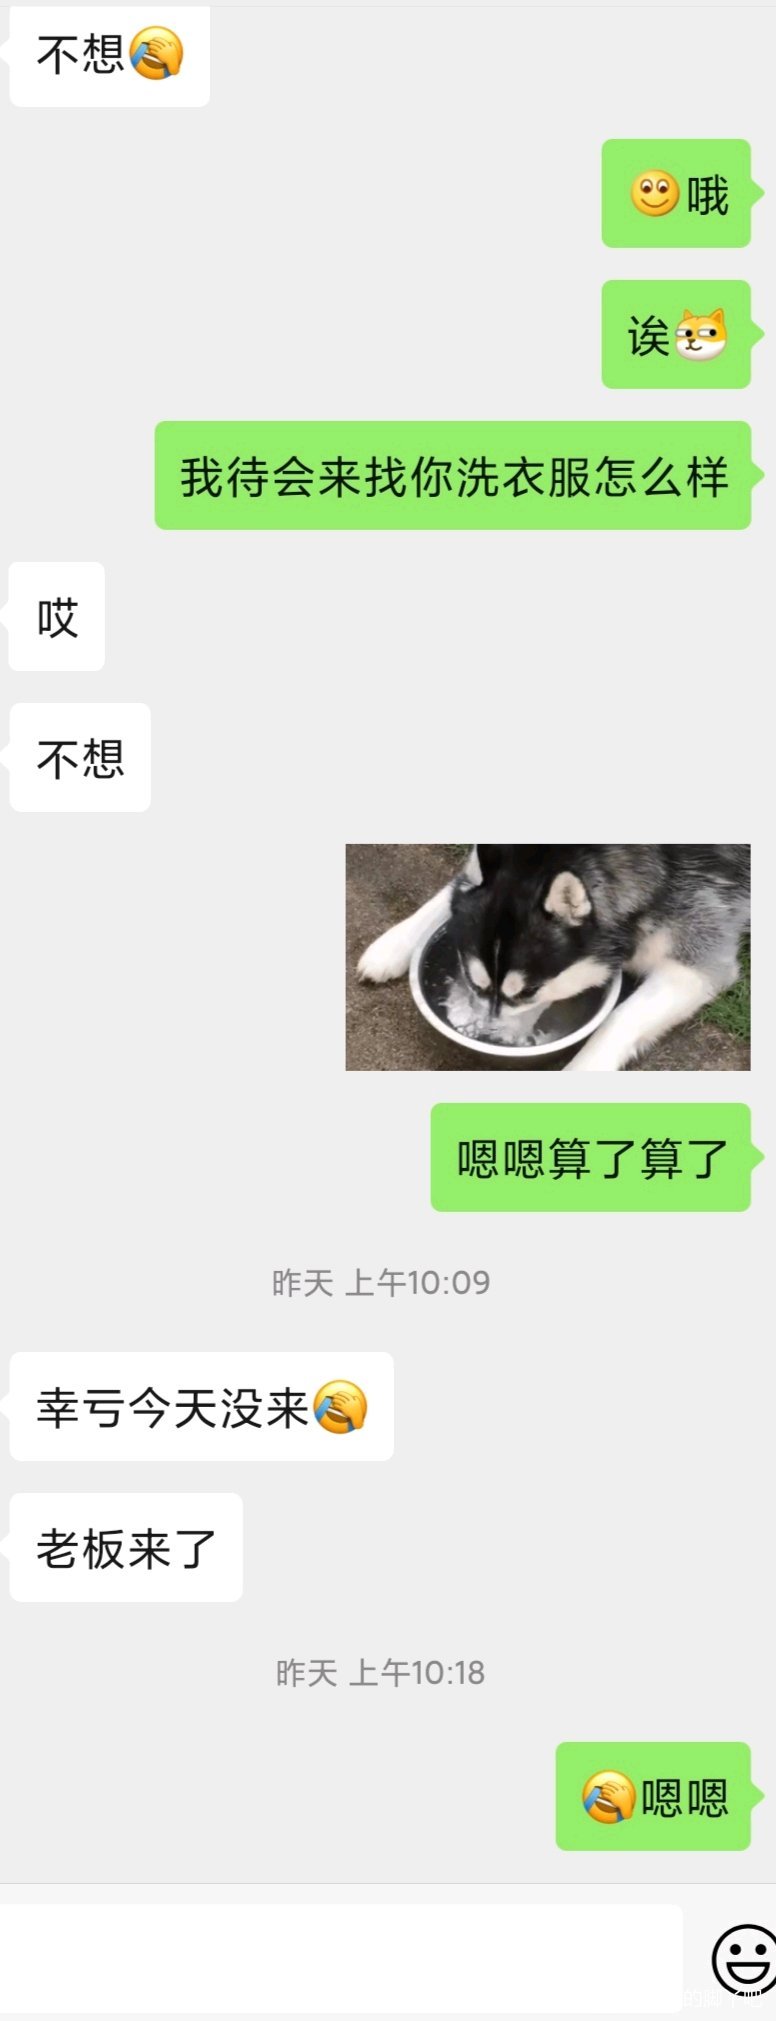 不想
哦
诶
我待会来找你洗衣服怎么样
哎
不想
嗯嗯算了算了
昨天 上午10:09
幸亏今天没来
老板来了
昨天 上午10:18
嗯嗯